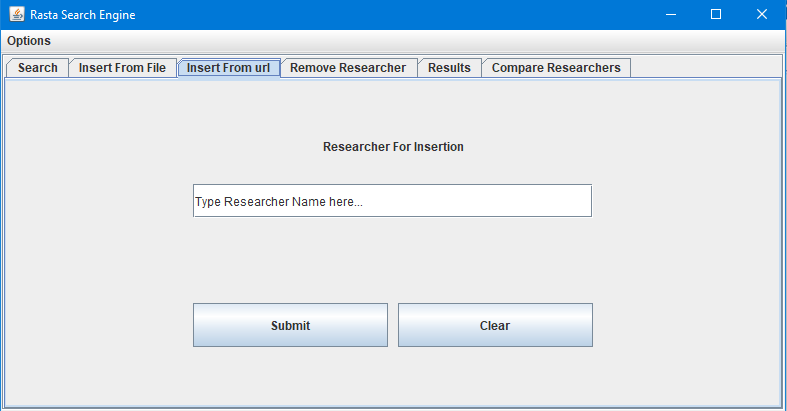 Rasta Search Engine
Options
Search Insert From File Insert From url Remove Researcher Results Compare Researchers
Researcher For Insertion
Type Researcher Name here...
Submit Clear